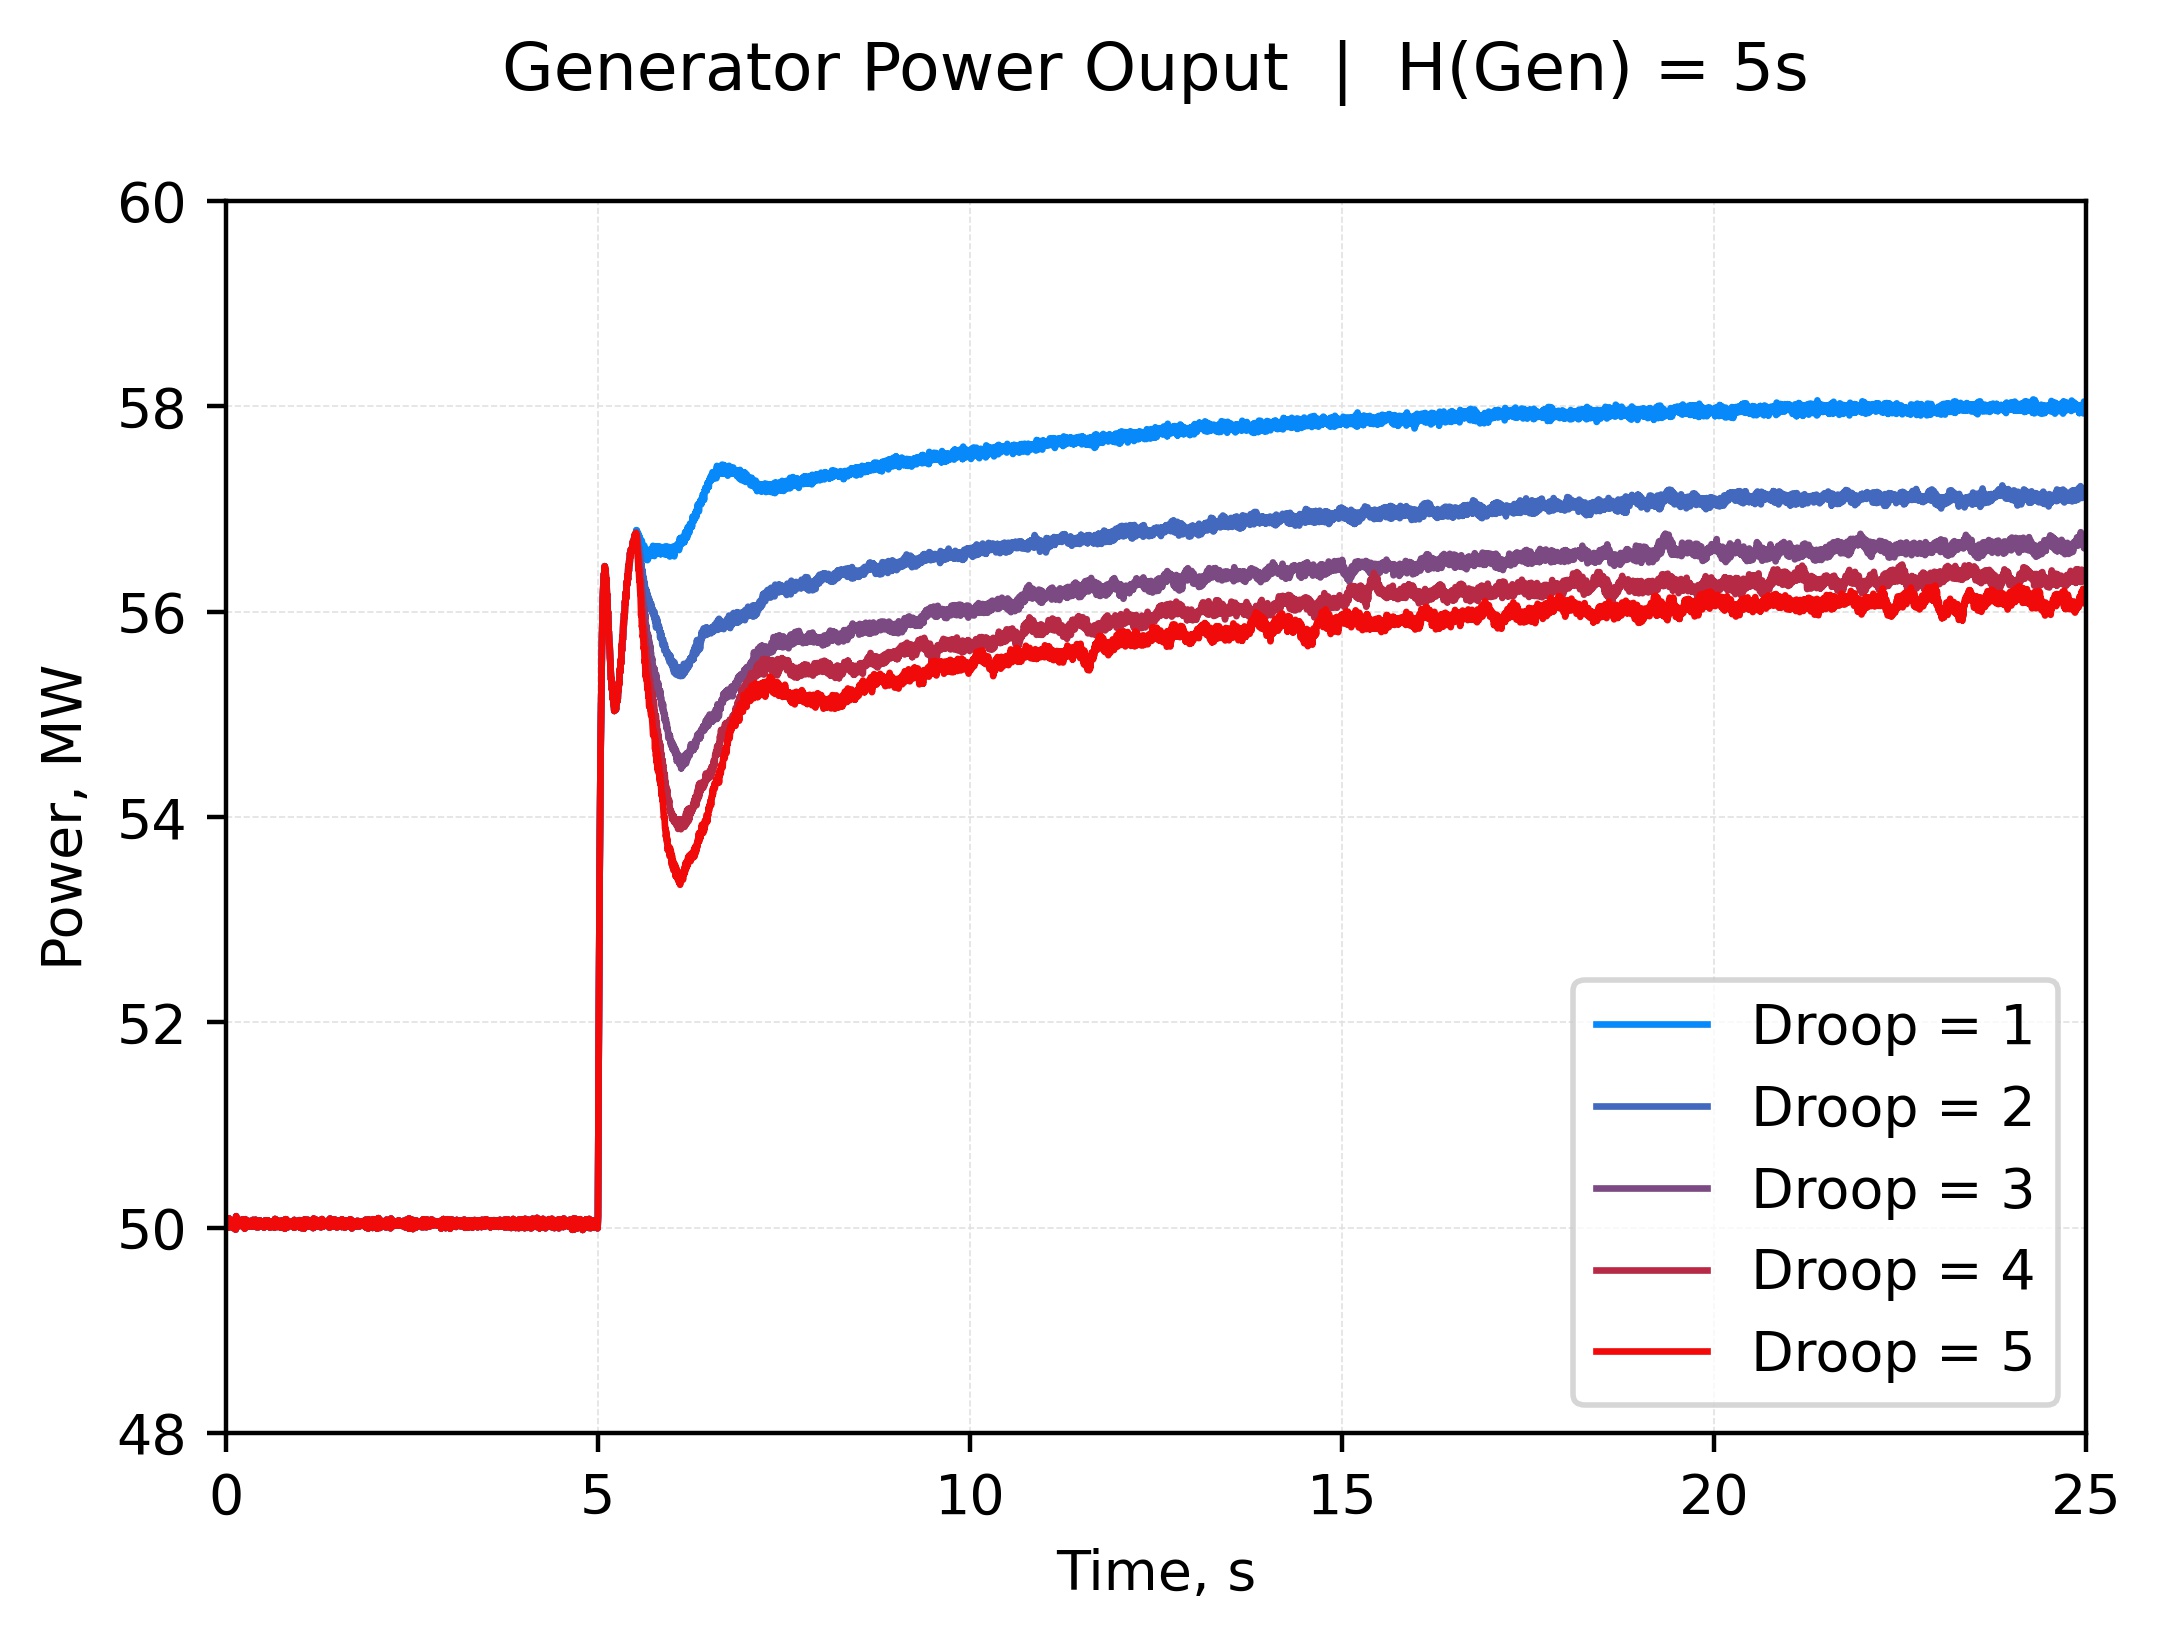 Generator Power Ouput | H(Gen) = 5s
60
58
56
54
52
50
48
Power, MW
Droop = 1
Droop = 2
Droop = 3
Droop = 4
Droop = 5
0 5 10 15 20 25
Time, s